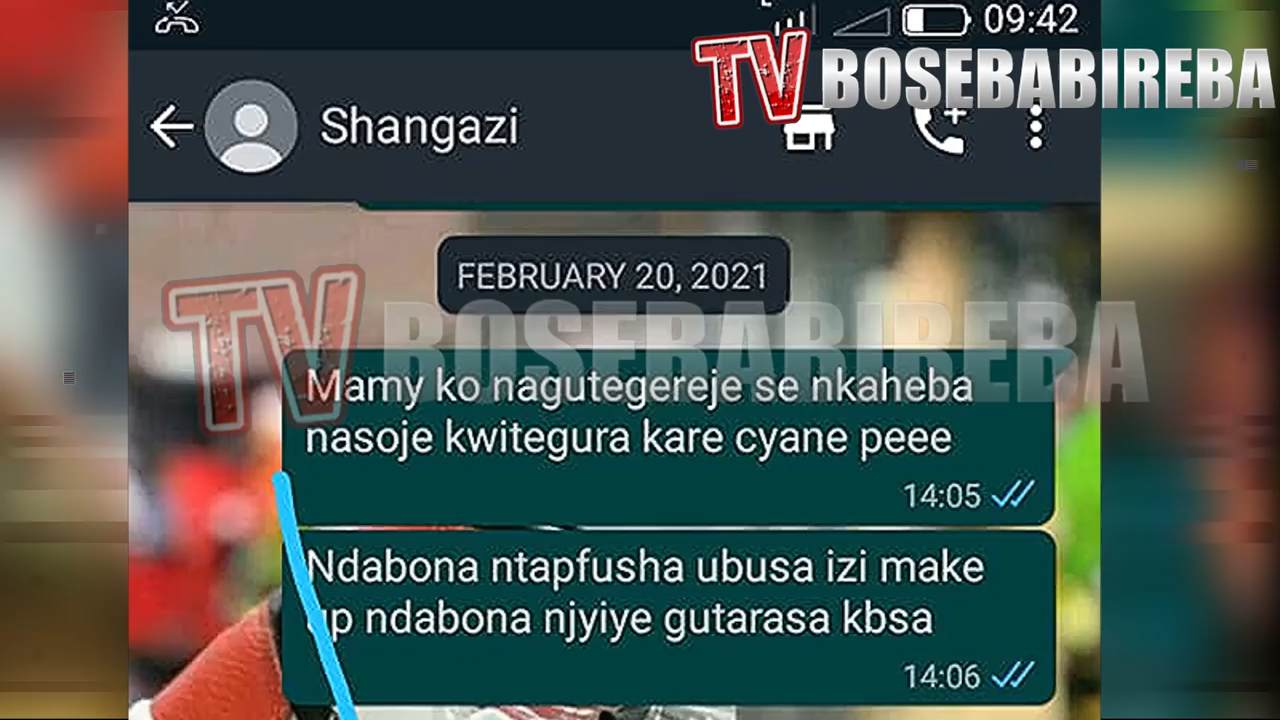 09:42
TV BOSEBABIREBA
Shangazi
FEBRUARY 20, 2021
TV BOSEBABIREBA
Mamy ko nagutegereje se nkaheba
nasoje kwitegura kare cyane peee
14:05
Ndabona ntapfusha ubusa izi make
up ndabona njyiye gutarasa kbsa
14:06